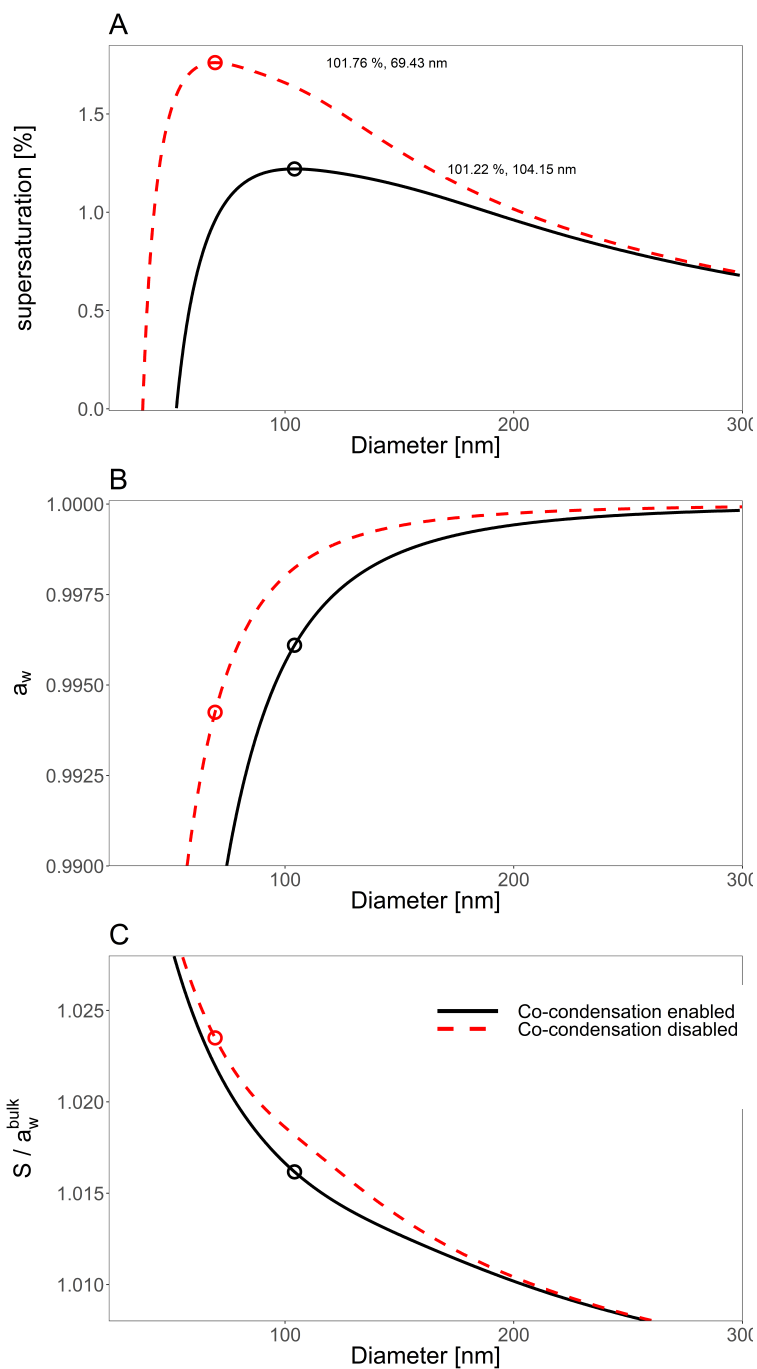 A
supersaturation [%]
1.5
1.0
0.5
0.0
101.76 %, 69.43 nm
101.22 %, 104.15 nm
100
200
300
Diameter [nm]
B
a_w
1.0000
0.9975
0.9950
0.9925
0.9900
100
200
300
Diameter [nm]
C
S / a_w^bulk
1.025
1.020
1.015
1.010
Co-condensation enabled
Co-condensation disabled
100
200
300
Diameter [nm]